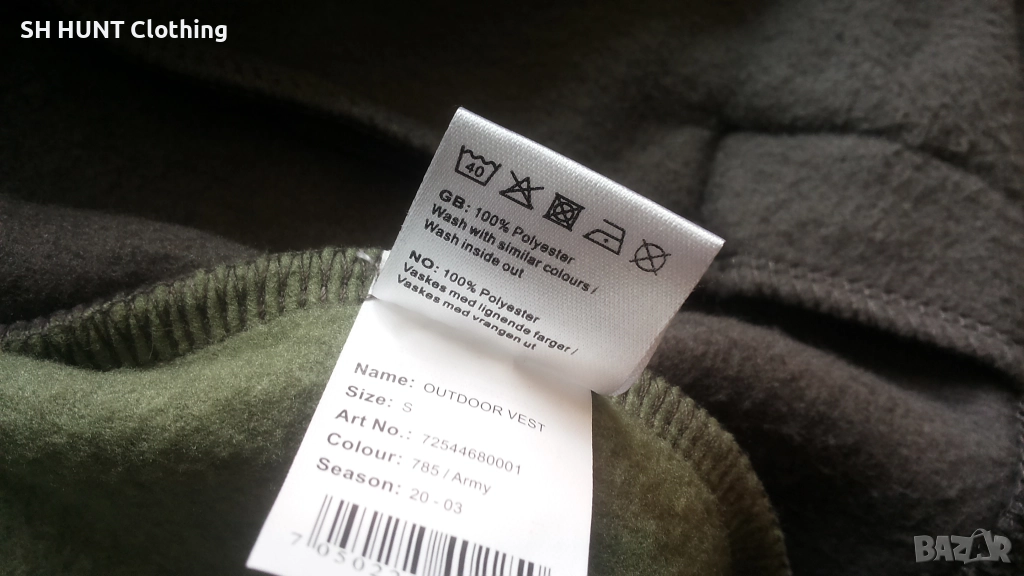 SH HUNT Clothing
40
GB: 100% Polyester
Wash with similar colours /
Wash inside out
NO: 100% Polyester
Vaskes med lignende farger /
Vaskes med vrangen ut
Name: OUTDOOR VEST
Size: S
Art No.: 72544680001
Colour: 785 / Army
Season: 20 - 03
7 05022
BAZAR